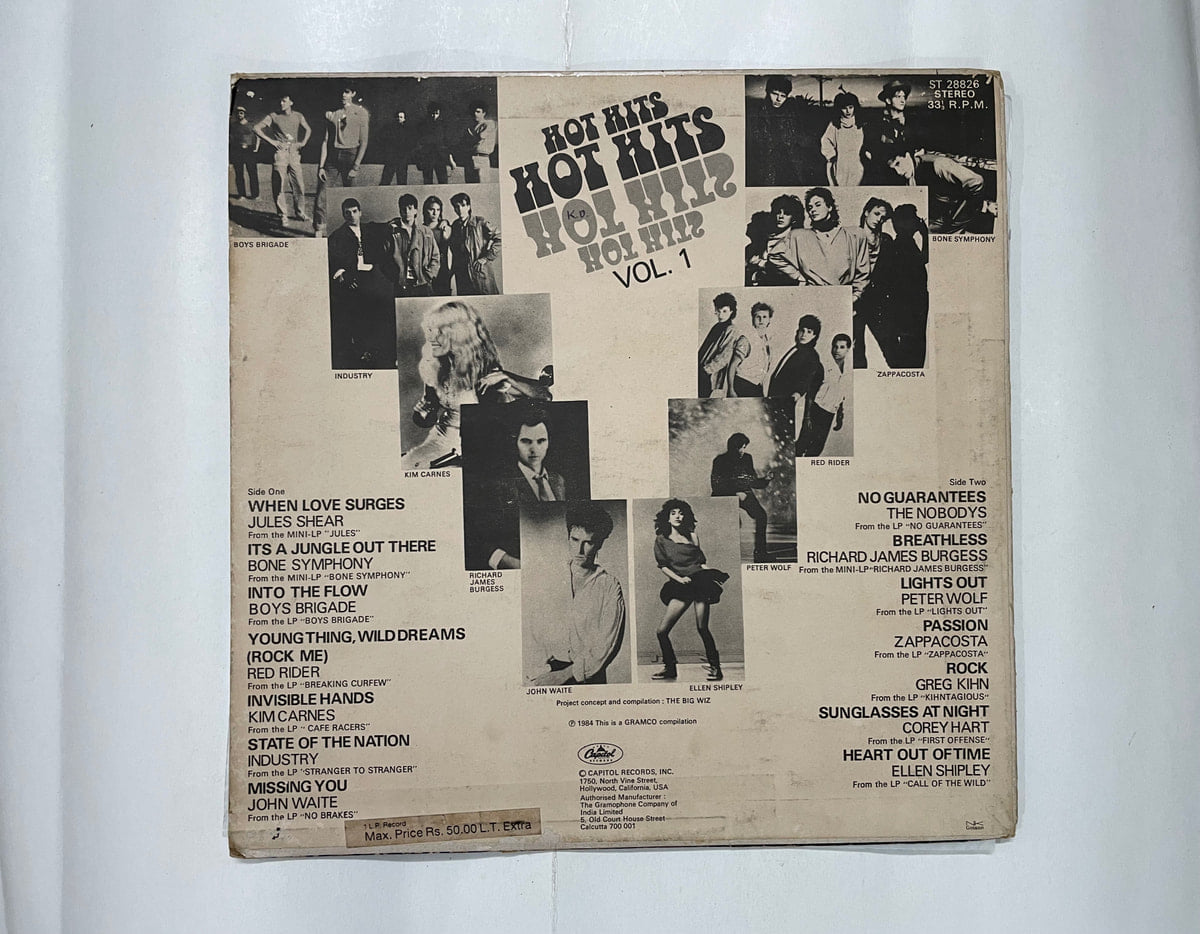 HOT HITS
HOT HITS
HOT HITS
HOT HITS
K.D.
VOL. 1
ST 28826
STEREO
33⅓ R.P.M.
BOYS BRIGADE
BONE SYMPHONY
INDUSTRY
ZAPPACOSTA
KIM CARNES
RED RIDER
RICHARD
JAMES
BURGESS
PETER WOLF
JOHN WAITE
ELLEN SHIPLEY
Side One
WHEN LOVE SURGES
JULES SHEAR
From the MINI-LP "JULES"
ITS A JUNGLE OUT THERE
BONE SYMPHONY
From the MINI-LP "BONE SYMPHONY"
INTO THE FLOW
BOYS BRIGADE
From the LP "BOYS BRIGADE"
YOUNG THING, WILD DREAMS
(ROCK ME)
RED RIDER
From the LP "BREAKING CURFEW"
INVISIBLE HANDS
KIM CARNES
From the LP " CAFE RACERS"
STATE OF THE NATION
INDUSTRY
From the LP "STRANGER TO STRANGER"
MISSING YOU
JOHN WAITE
From the LP "NO BRAKES"
Side Two
NO GUARANTEES
THE NOBODYS
From the LP "NO GUARANTEES"
BREATHLESS
RICHARD JAMES BURGESS
From the MINI-LP "RICHARD JAMES BURGESS"
LIGHTS OUT
PETER WOLF
From the LP "LIGHTS OUT"
PASSION
ZAPPACOSTA
From the LP "ZAPPACOSTA"
ROCK
GREG KIHN
From the LP "KIHNTAGIOUS"
SUNGLASSES AT NIGHT
COREY HART
From the LP "FIRST OFFENSE"
HEART OUT OF TIME
ELLEN SHIPLEY
From the LP "CALL OF THE WILD"
Project concept and compilation : THE BIG WIZ
℗ 1984 This is a GRAMCO compilation
Capitol
RECORDS
© CAPITOL RECORDS, INC.
1750, North Vine Street,
Hollywood, California, USA
Authorised Manufacturer :
The Gramophone Company of
India Limited
5, Old Court House Street
Calcutta 700 001
1 L.P. Record
Max. Price Rs. 50.00 L.T. Extra